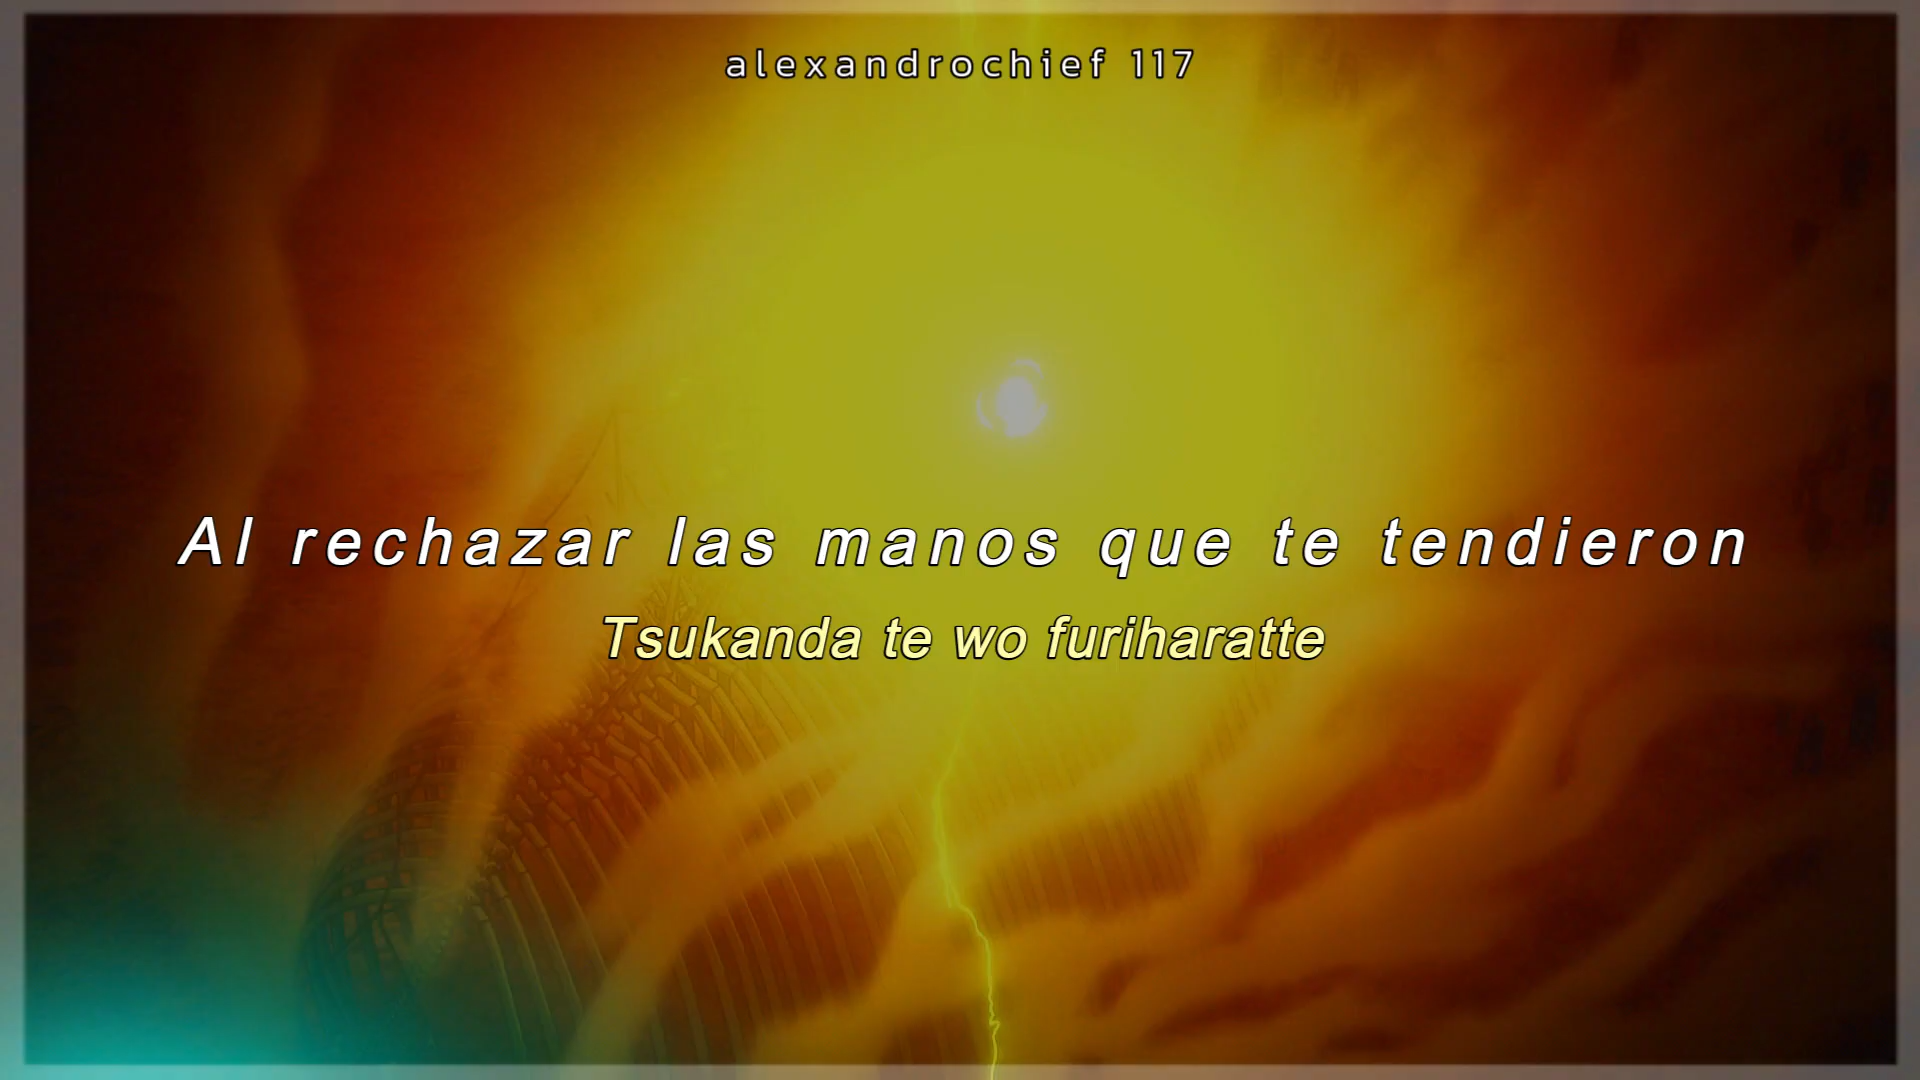 alexandrochief 117
Al rechazar las manos que te tendieron
Tsukanda te wo furiharatte